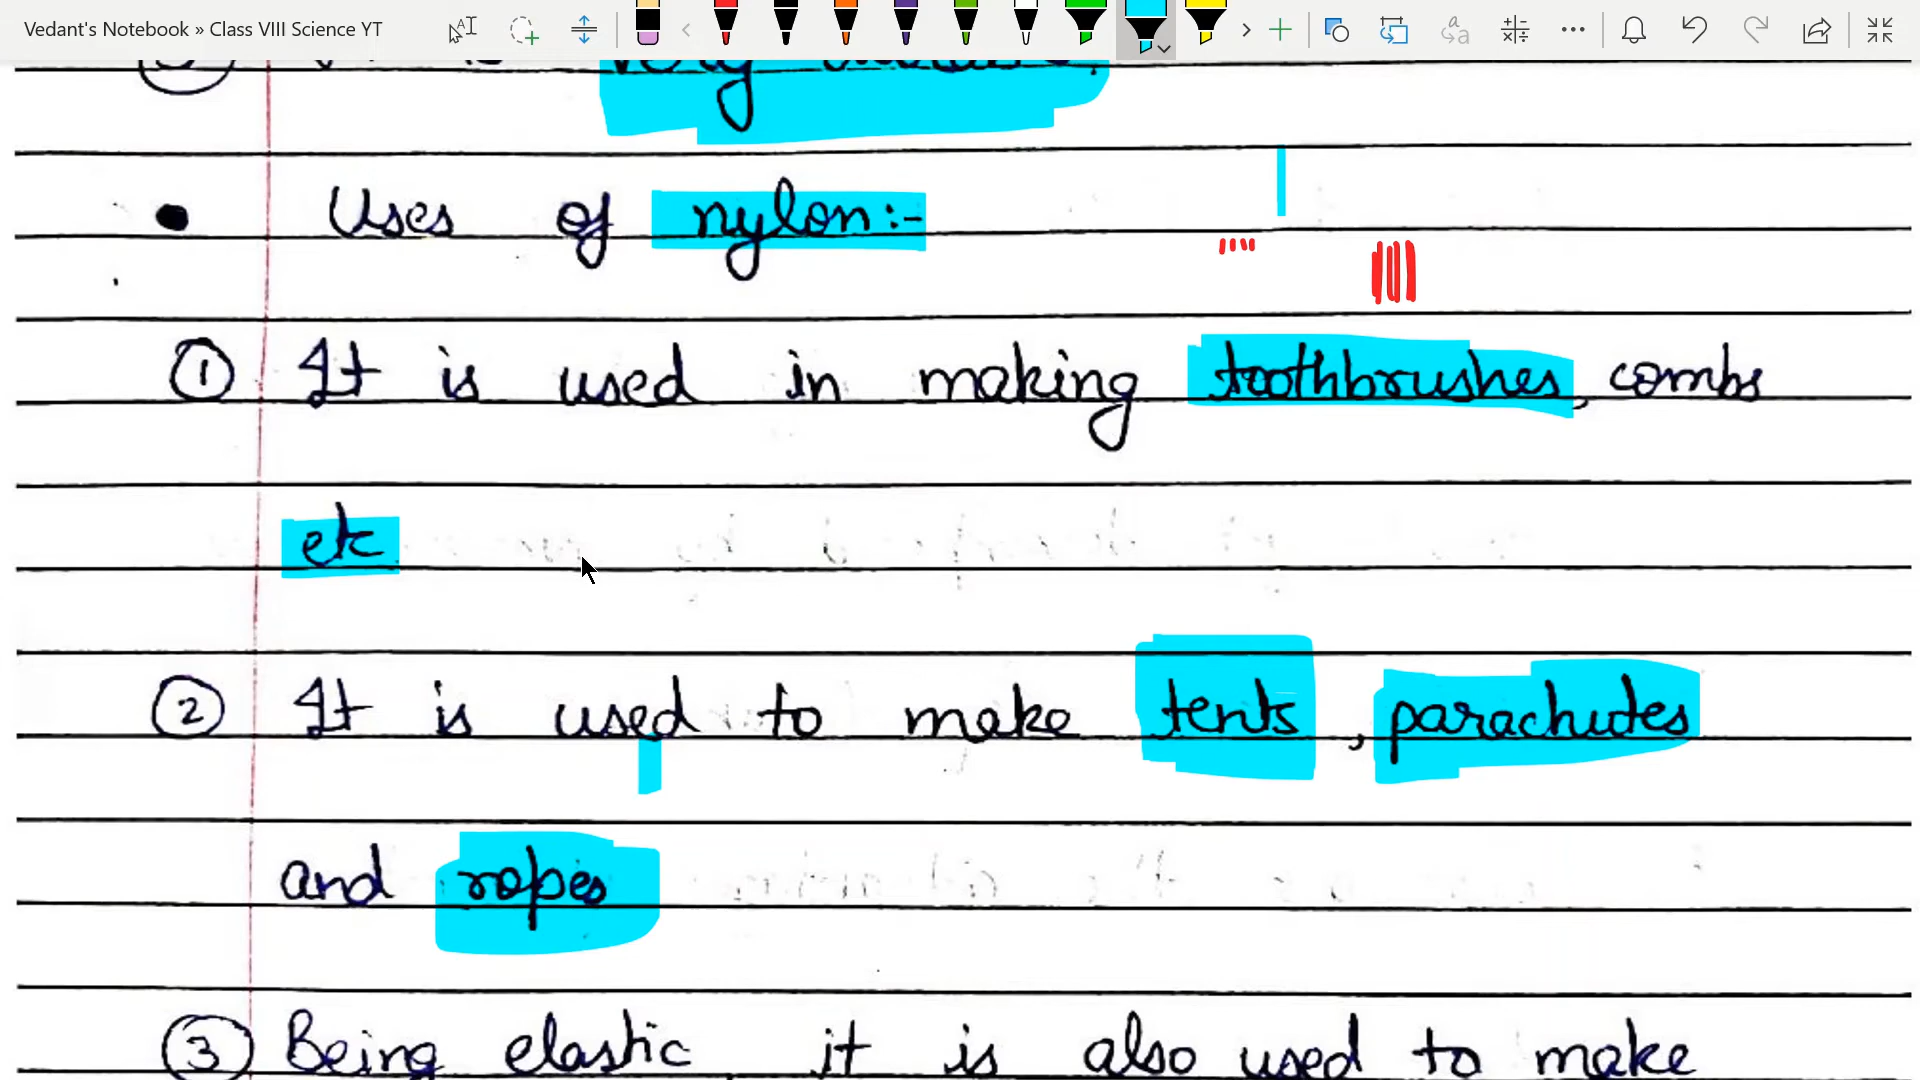 Vedant's Notebook » Class VIII Science YT
very
Uses of nylon:-
① It is used in making toothbrushes, combs
etc
② It is used to make tents, parachutes
and ropes
③ Being elastic, it is also used to make